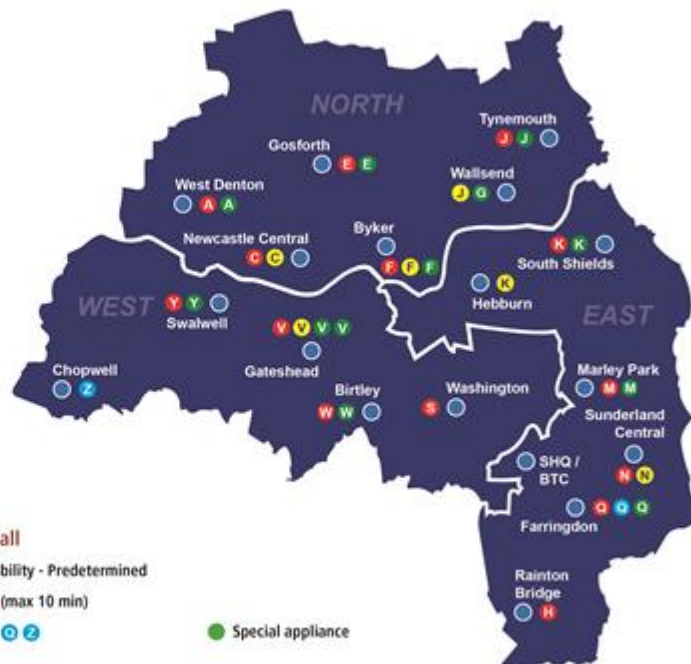 NORTH
Tynemouth
J J
Gosforth
E E
Wallsend
J G
West Denton
A A
Newcastle Central
C C
Byker
F F F
K K
South Shields
K
Hebburn
WEST
Y Y
Swalwell
EAST
V V V V
Gateshead
Chopwell
Z
Birtley
W W
Washington
S
Marley Park
M M
Sunderland
Central
N N
SHQ /
BTC
Q Q Q
Farringdon
Rainton
Bridge
H
all
bility - Predetermined
(max 10 min)
Q Z
Special appliance